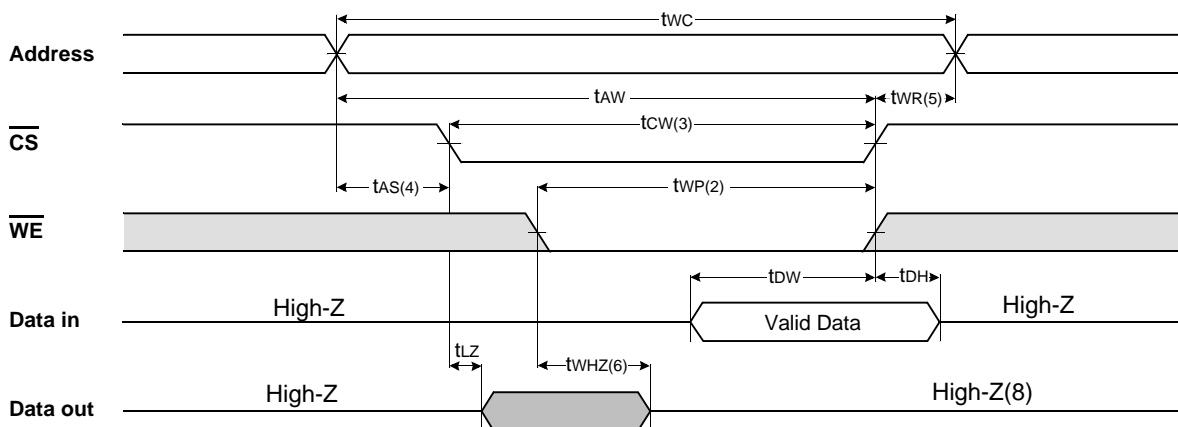 tWC
Address
tAW
tWR(5)
tCW(3)
CS
tAS(4)
tWP(2)
WE
tDW
tDH
High-Z
High-Z
Data in
Valid Data
tLZ
tWHZ(6)
High-Z
High-Z(8)
Data out